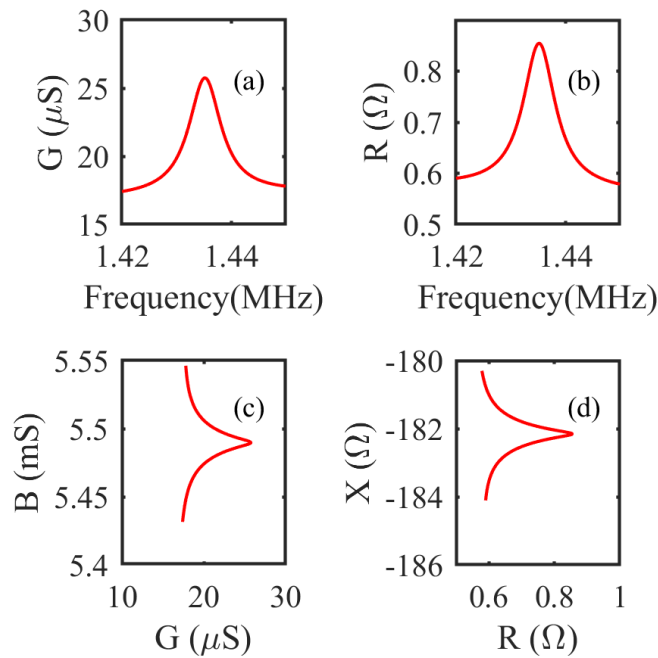 30
25
20
15
G (μS)
(a)
1.42
1.44
Frequency(MHz)
0.8
0.7
0.6
0.5
R (Ω)
(b)
1.42
1.44
Frequency(MHz)
5.55
5.5
5.45
5.4
B (mS)
(c)
10
20
30
G (μS)
-180
-182
-184
-186
X (Ω)
(d)
0.6
0.8
1
R (Ω)